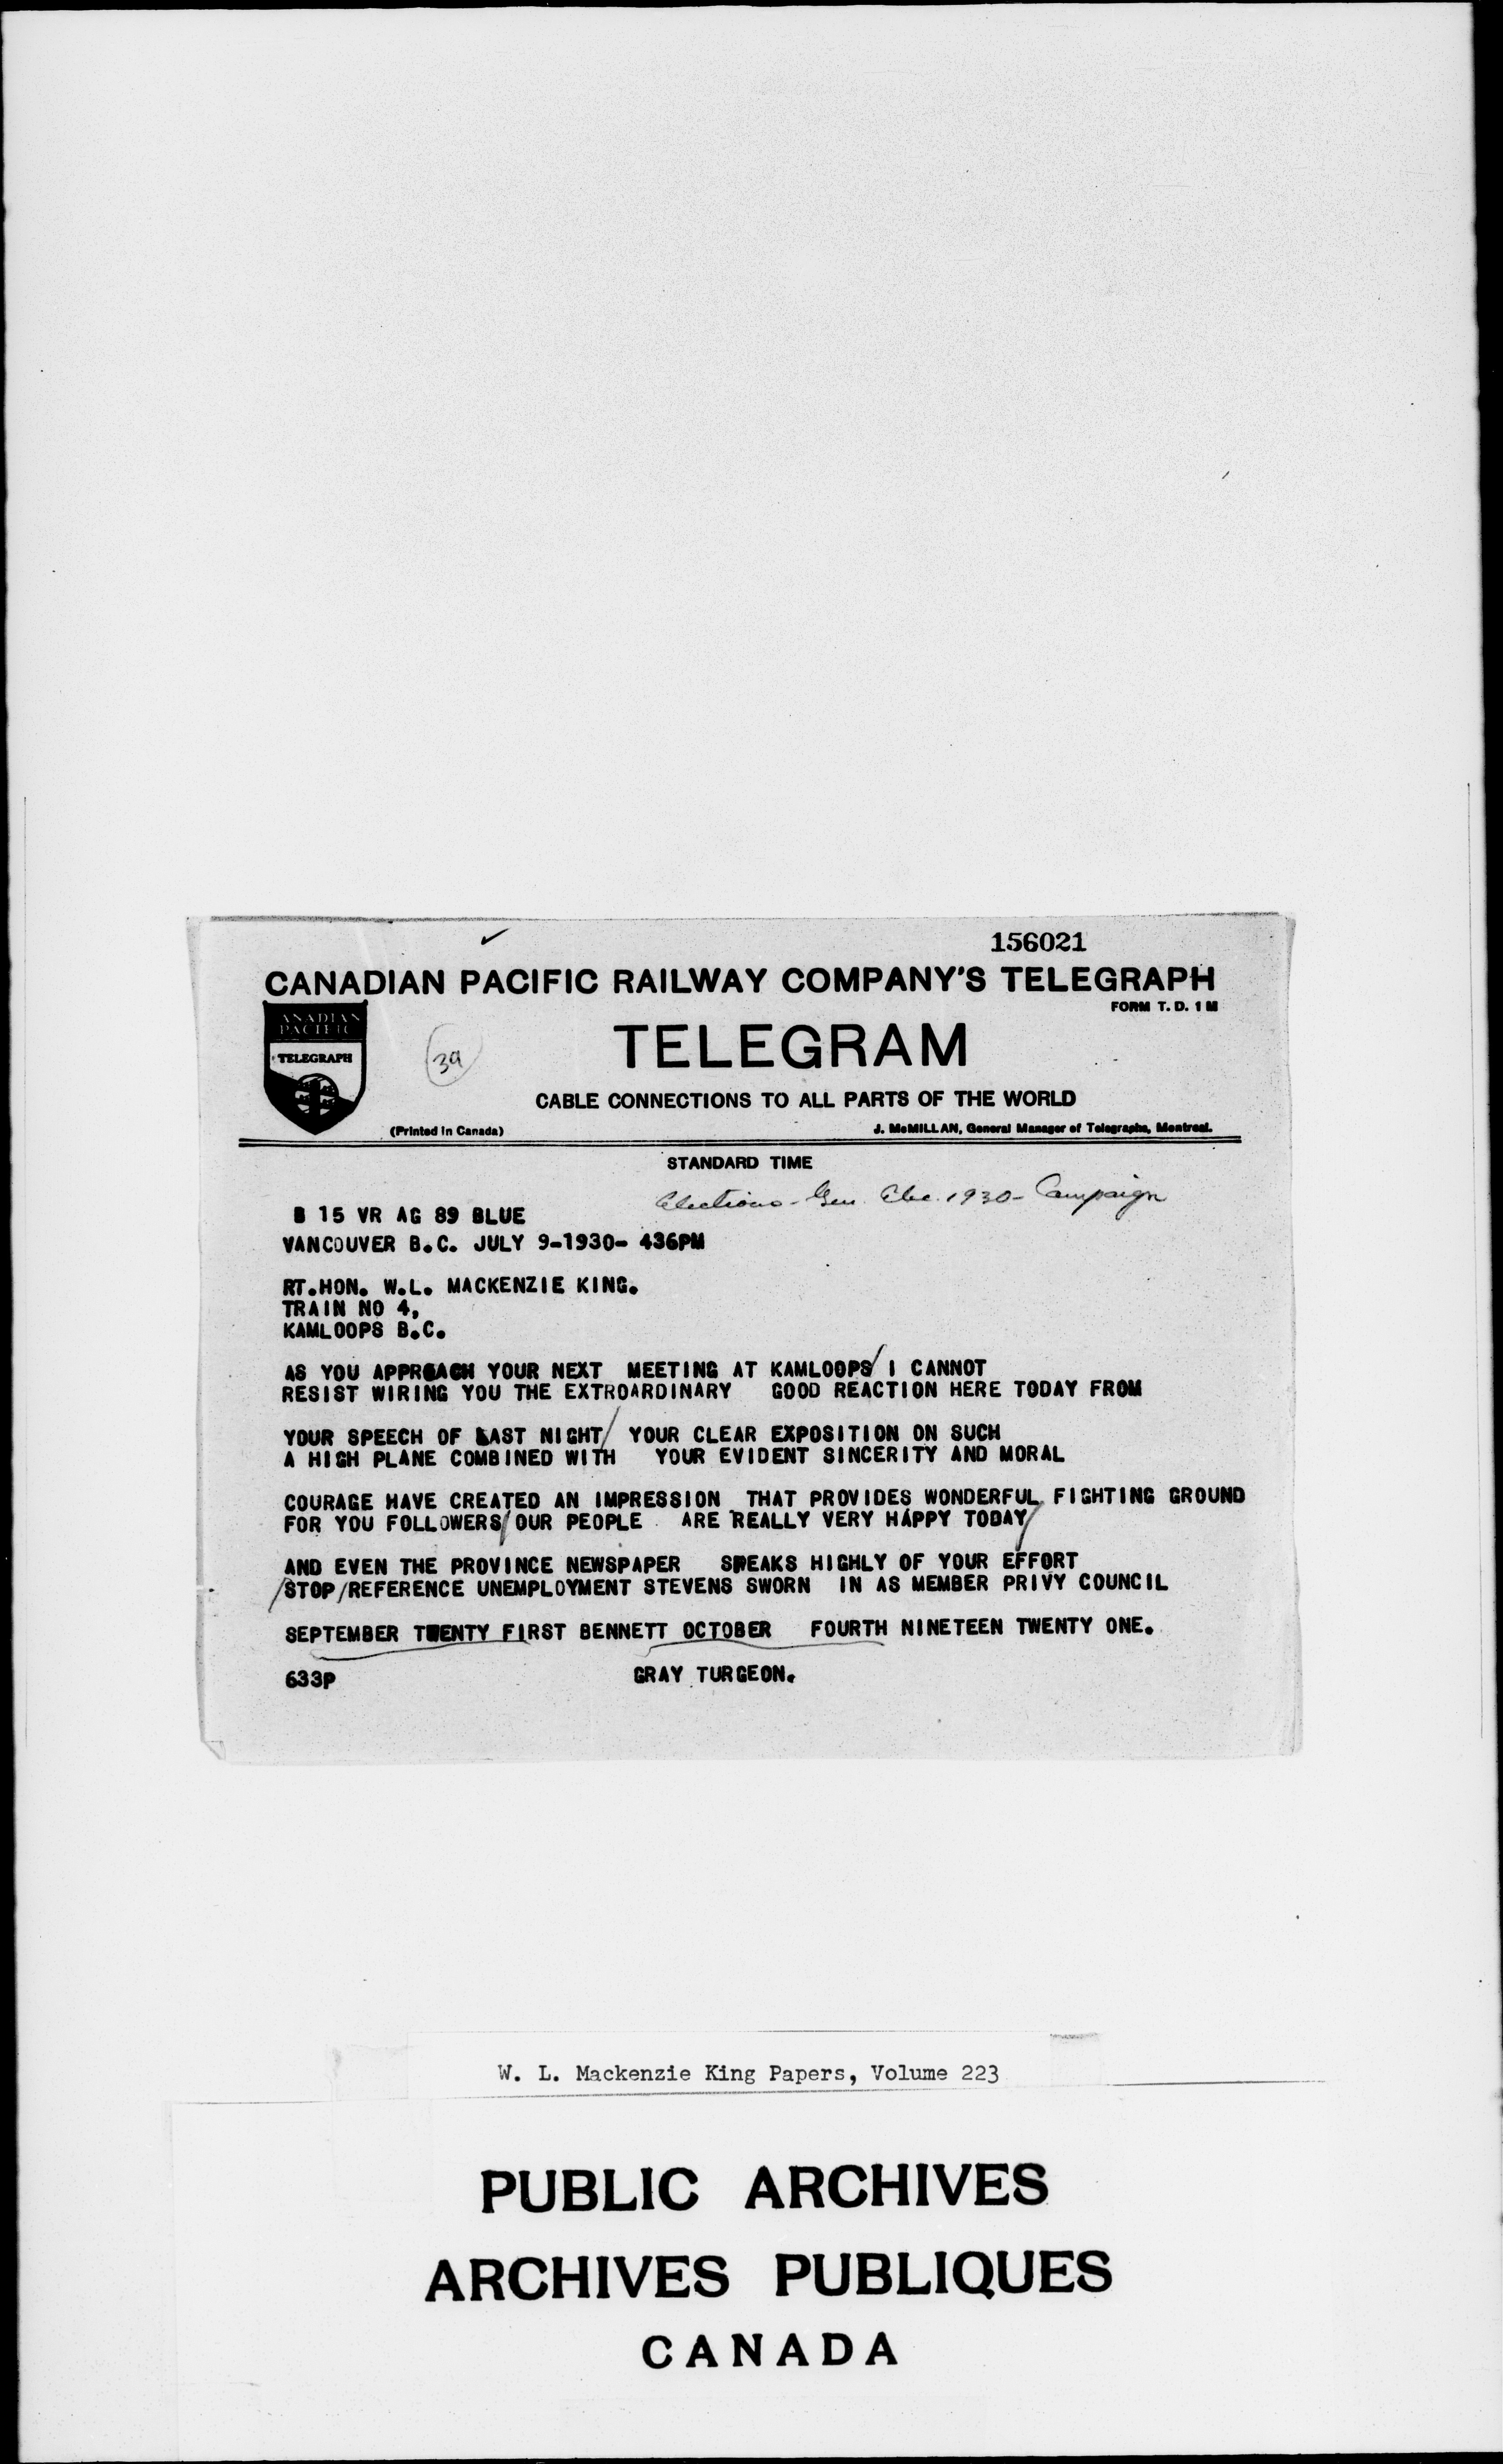 156021
CANADIAN PACIFIC RAILWAY COMPANY'S TELEGRAPH
FORM T. D. 1 M
ANADIAN
PACIFIC
TELEGRAPH
39
TELEGRAM
CABLE CONNECTIONS TO ALL PARTS OF THE WORLD
(Printed in Canada)
J. McMILLAN, General Manager of Telegraphs, Montreal.
STANDARD TIME
Elections - Gen. Elec. 1930 - Campaign
B 15 VR AG 89 BLUE
VANCOUVER B.C. JULY 9-1930- 436PM
RT.HON. W.L. MACKENZIE KING.
TRAIN NO 4,
KAMLOOPS B.C.
AS YOU APPROACH YOUR NEXT MEETING AT KAMLOOPS/ I CANNOT
RESIST WIRING YOU THE EXTROARDINARY GOOD REACTION HERE TODAY FROM
YOUR SPEECH OF LAST NIGHT/ YOUR CLEAR EXPOSITION ON SUCH
A HIGH PLANE COMBINED WITH YOUR EVIDENT SINCERITY AND MORAL
COURAGE HAVE CREATED AN IMPRESSION THAT PROVIDES WONDERFUL FIGHTING GROUND
FOR YOU FOLLOWERS/ OUR PEOPLE ARE REALLY VERY HAPPY TODAY/
AND EVEN THE PROVINCE NEWSPAPER SPEAKS HIGHLY OF YOUR EFFORT
/STOP/REFERENCE UNEMPLOYMENT STEVENS SWORN IN AS MEMBER PRIVY COUNCIL
SEPTEMBER TWENTY FIRST BENNETT OCTOBER FOURTH NINETEEN TWENTY ONE.
633P GRAY TURGEON.
W. L. Mackenzie King Papers, Volume 223
PUBLIC ARCHIVES
ARCHIVES PUBLIQUES
CANADA